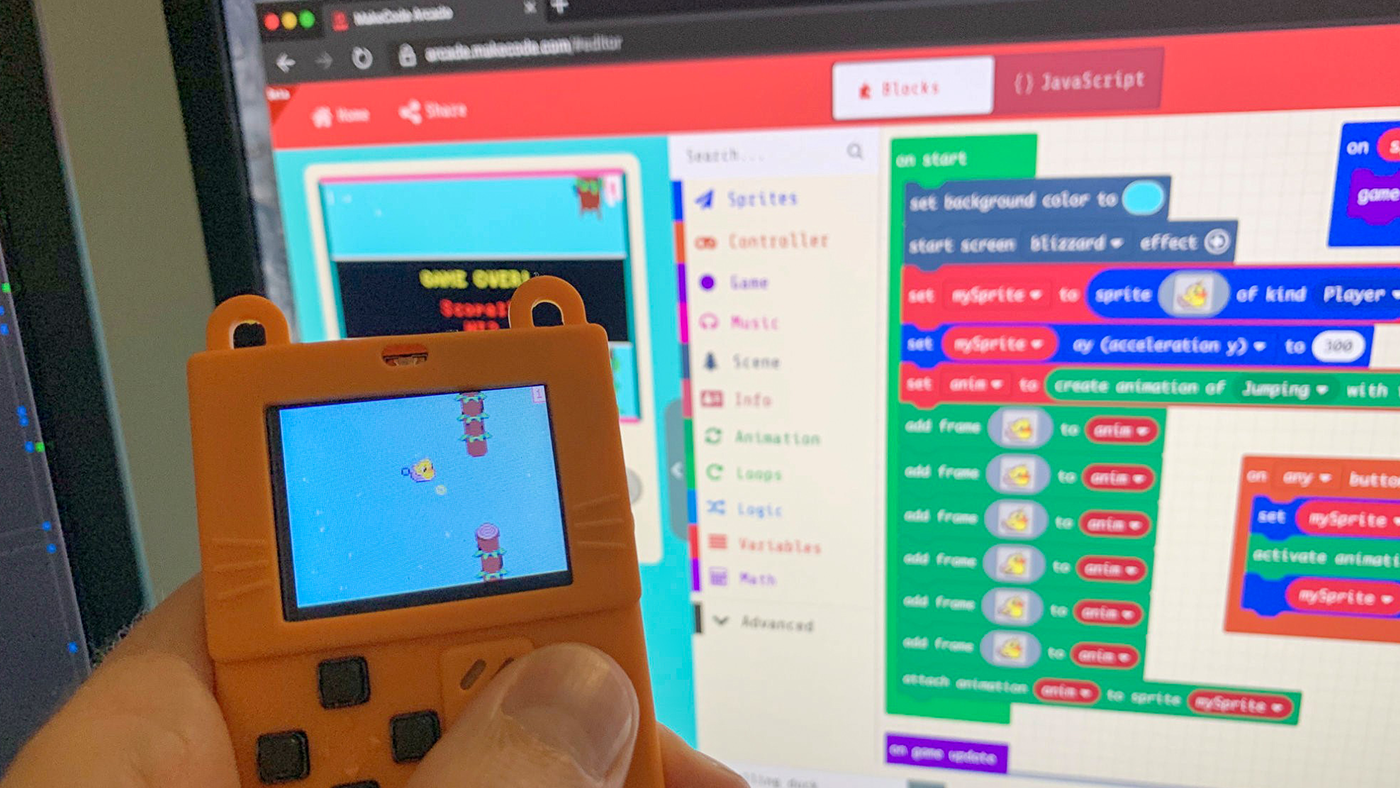 MakeCode Arcade
arcade.makecode.com/#editor
Beta
Home
Share
Blocks
{} JavaScript
1
GAME OVER!
Search...
Sprites
Controller
Game
Music
Scene
Info
Animation
Loops
Logic
Variables
Math
Advanced
on start
set background color to
start screen blizzard effect
set mySprite to sprite of kind Player
set mySprite ay (acceleration y) to 300
set anim to create animation of Jumping with
add frame to anim
add frame to anim
add frame to anim
add frame to anim
add frame to anim
add frame to anim
attach animation anim to sprite mySprite
on game update
on
game
on any
set mySprite
mySprite
1